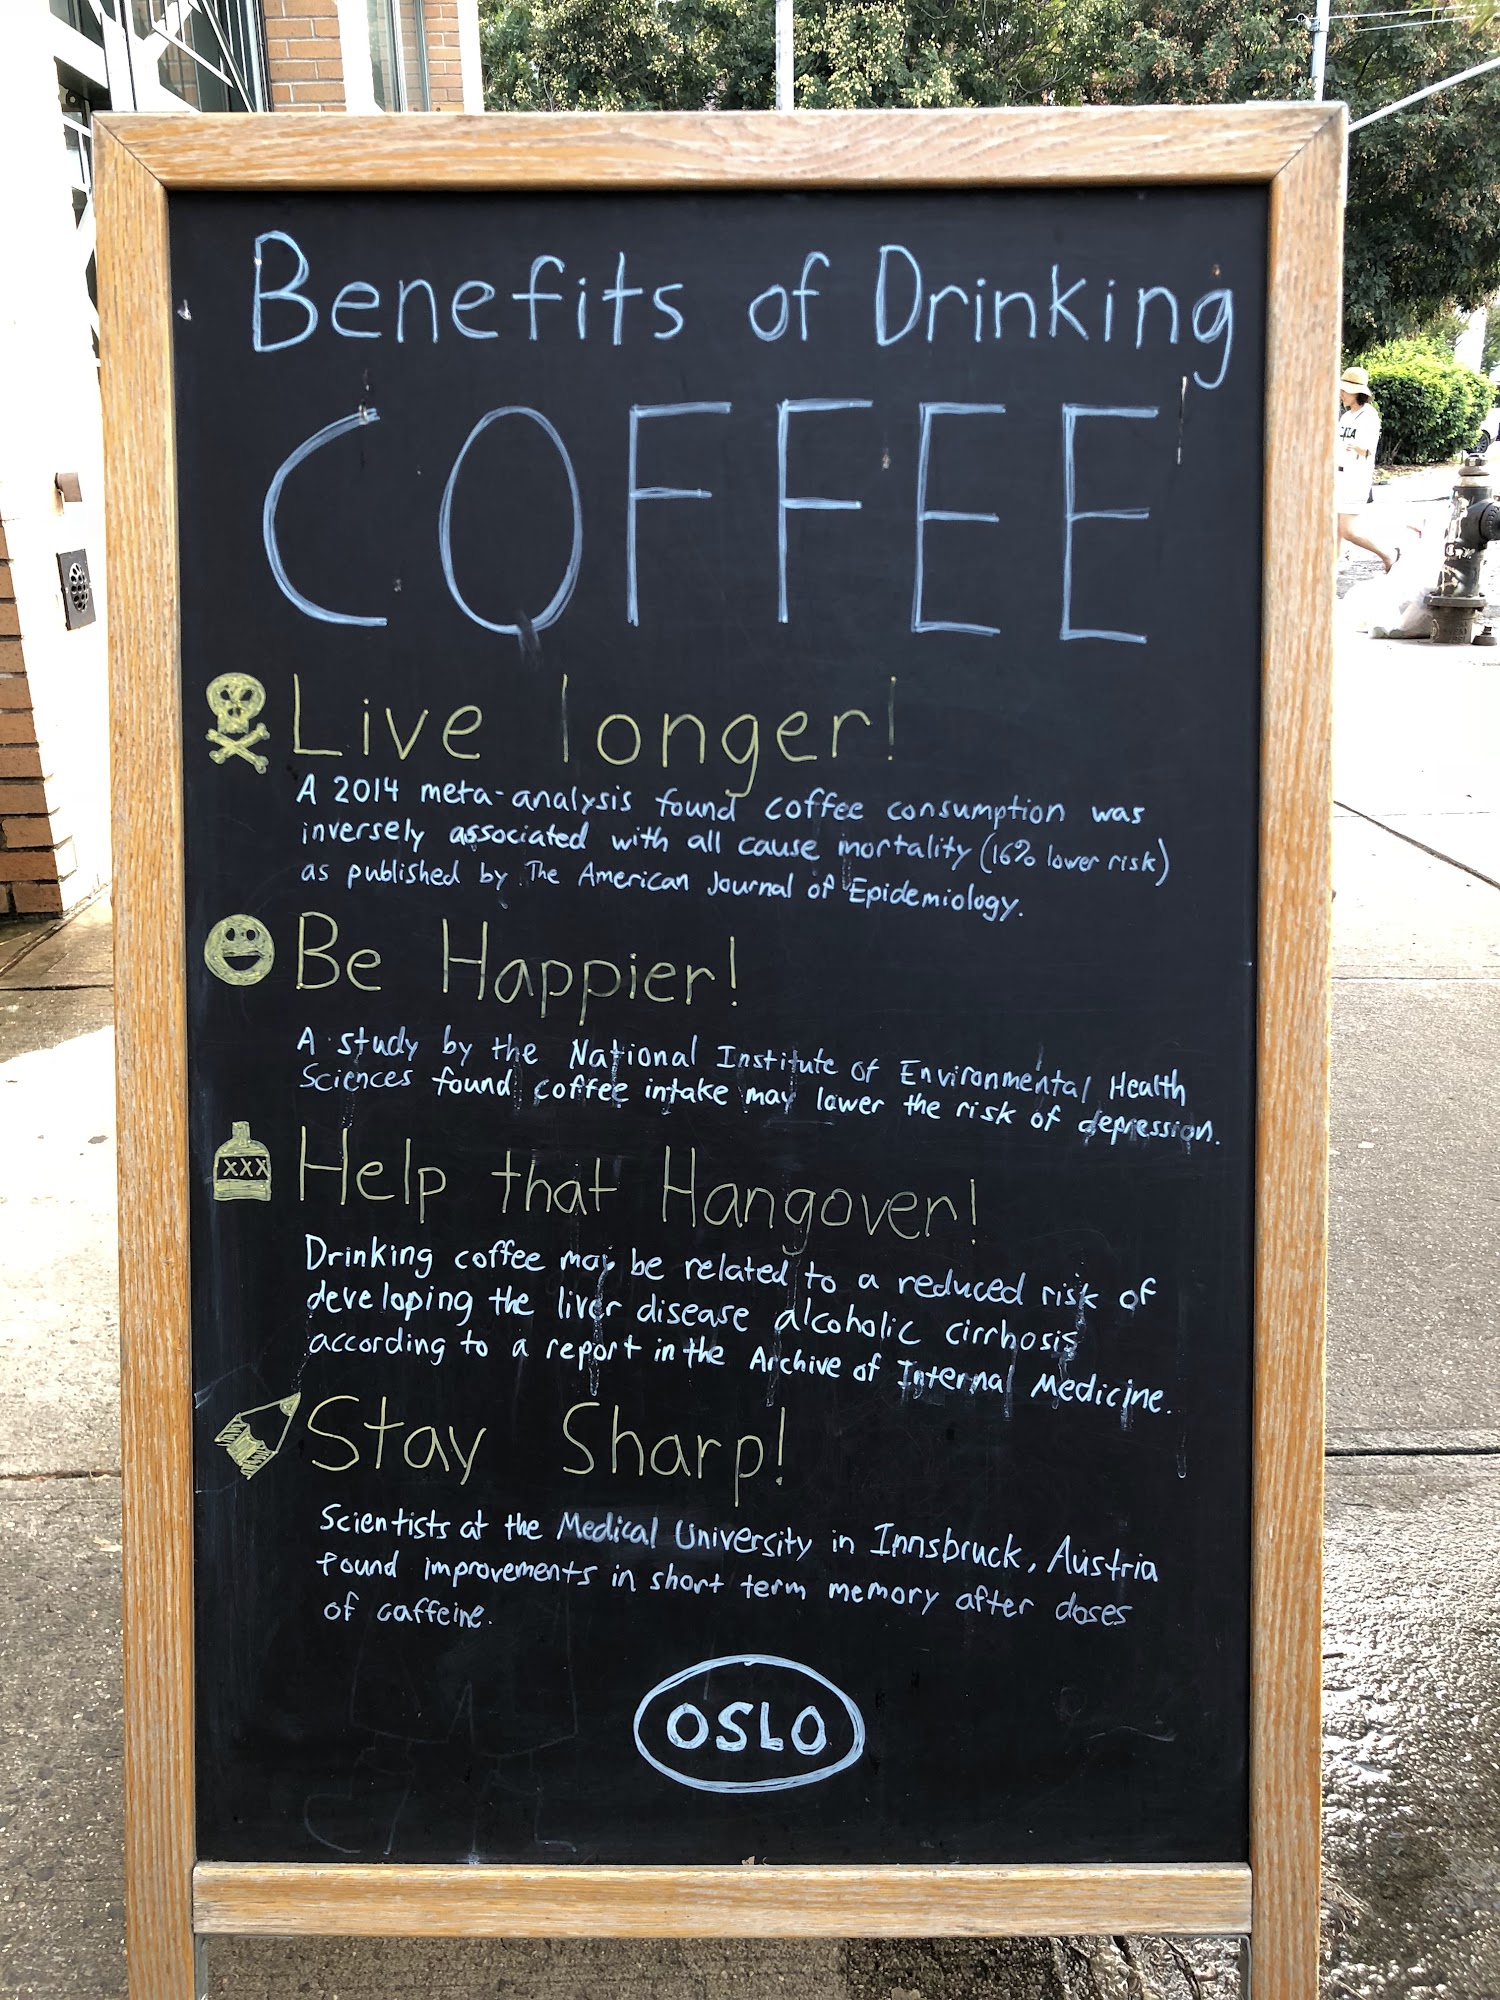 Benefits of Drinking
COFFEE
Live longer!
A 2014 meta-analysis found coffee consumption was
inversely associated with all cause mortality (16% lower risk)
as published by The American Journal of Epidemiology.
Be Happier!
A study by the National Institute of Environmental Health
Sciences found coffee intake may lower the risk of depression.
XXX
Help that Hangover!
Drinking coffee may be related to a reduced risk of
developing the liver disease alcoholic cirrhosis
according to a report in the Archive of Internal Medicine.
Stay Sharp!
Scientists at the Medical University in Innsbruck, Austria
found improvements in short term memory after doses
of caffeine.
OSLO